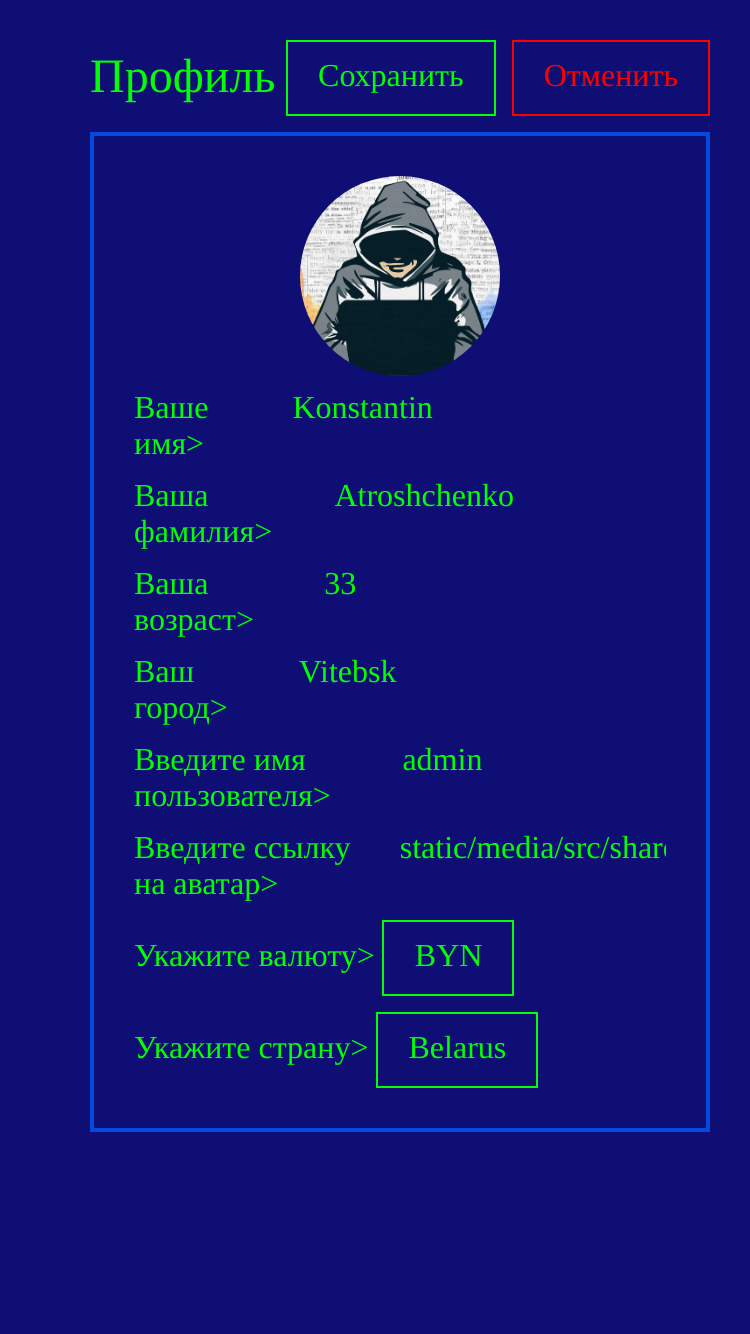 Профиль Сохранить Отменить
Ваше Konstantin
имя>
Ваша Atroshchenko
фамилия>
Ваша 33
возраст>
Ваш Vitebsk
город>
Введите имя admin
пользователя>
Введите ссылку static/media/src/shar
на аватар>
Укажите валюту> BYN
Укажите страну> Belarus